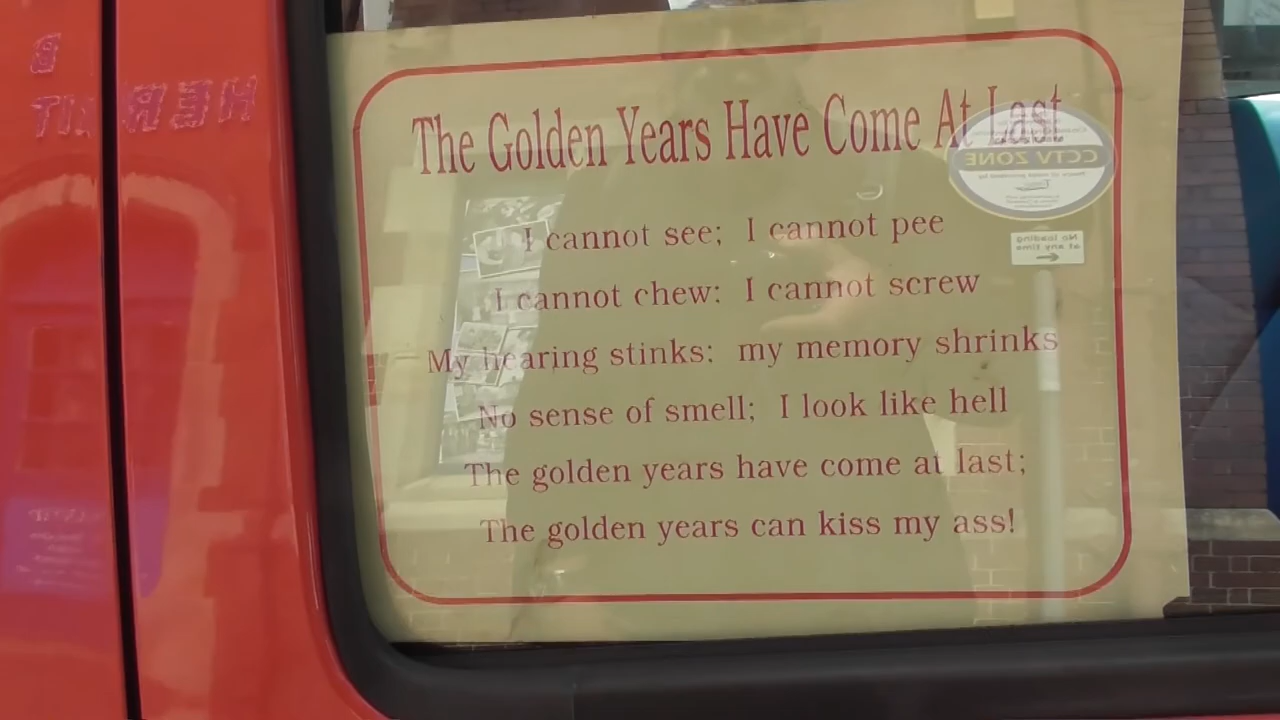 The Golden Years Have Come At Last
I cannot see; I cannot pee
I cannot chew: I cannot screw
My hearing stinks: my memory shrinks
No sense of smell; I look like hell
The golden years have come at last;
The golden years can kiss my ass!
CCTV ZONE
No loading
at any time